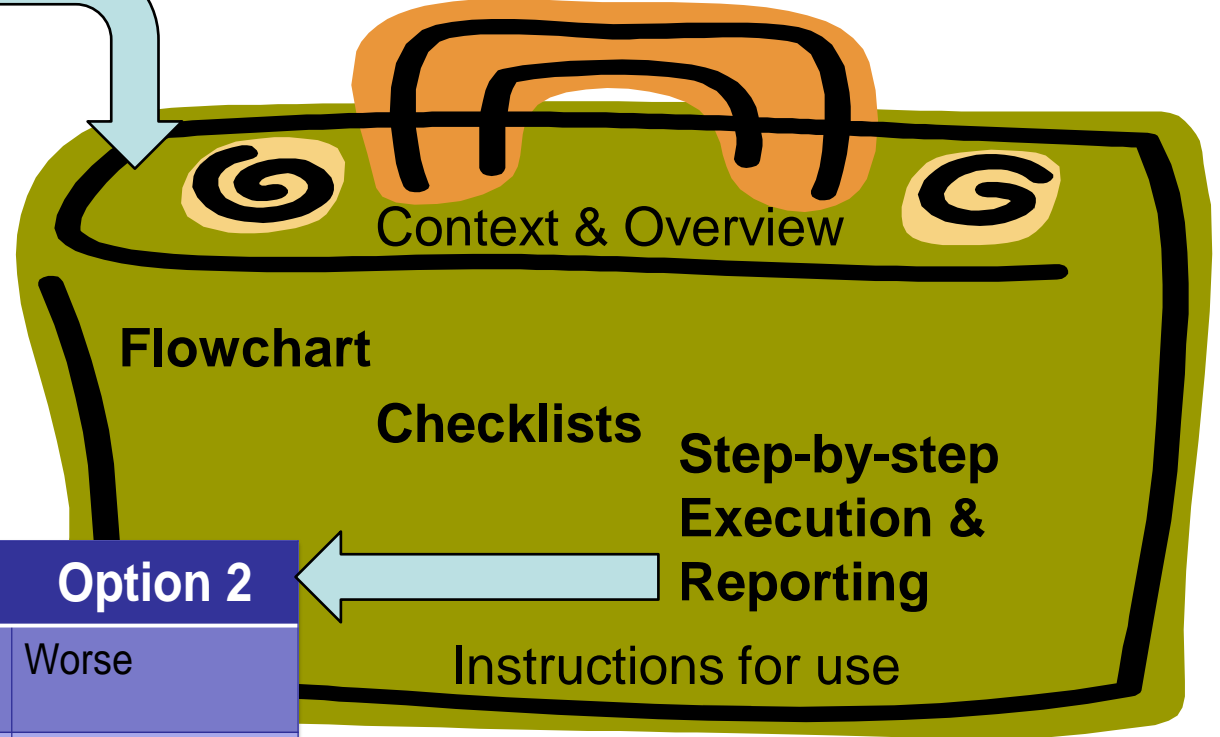 Context & Overview
Flowchart
Checklists
Step-by-step
Execution &
Reporting
Option 2
Worse
Instructions for use